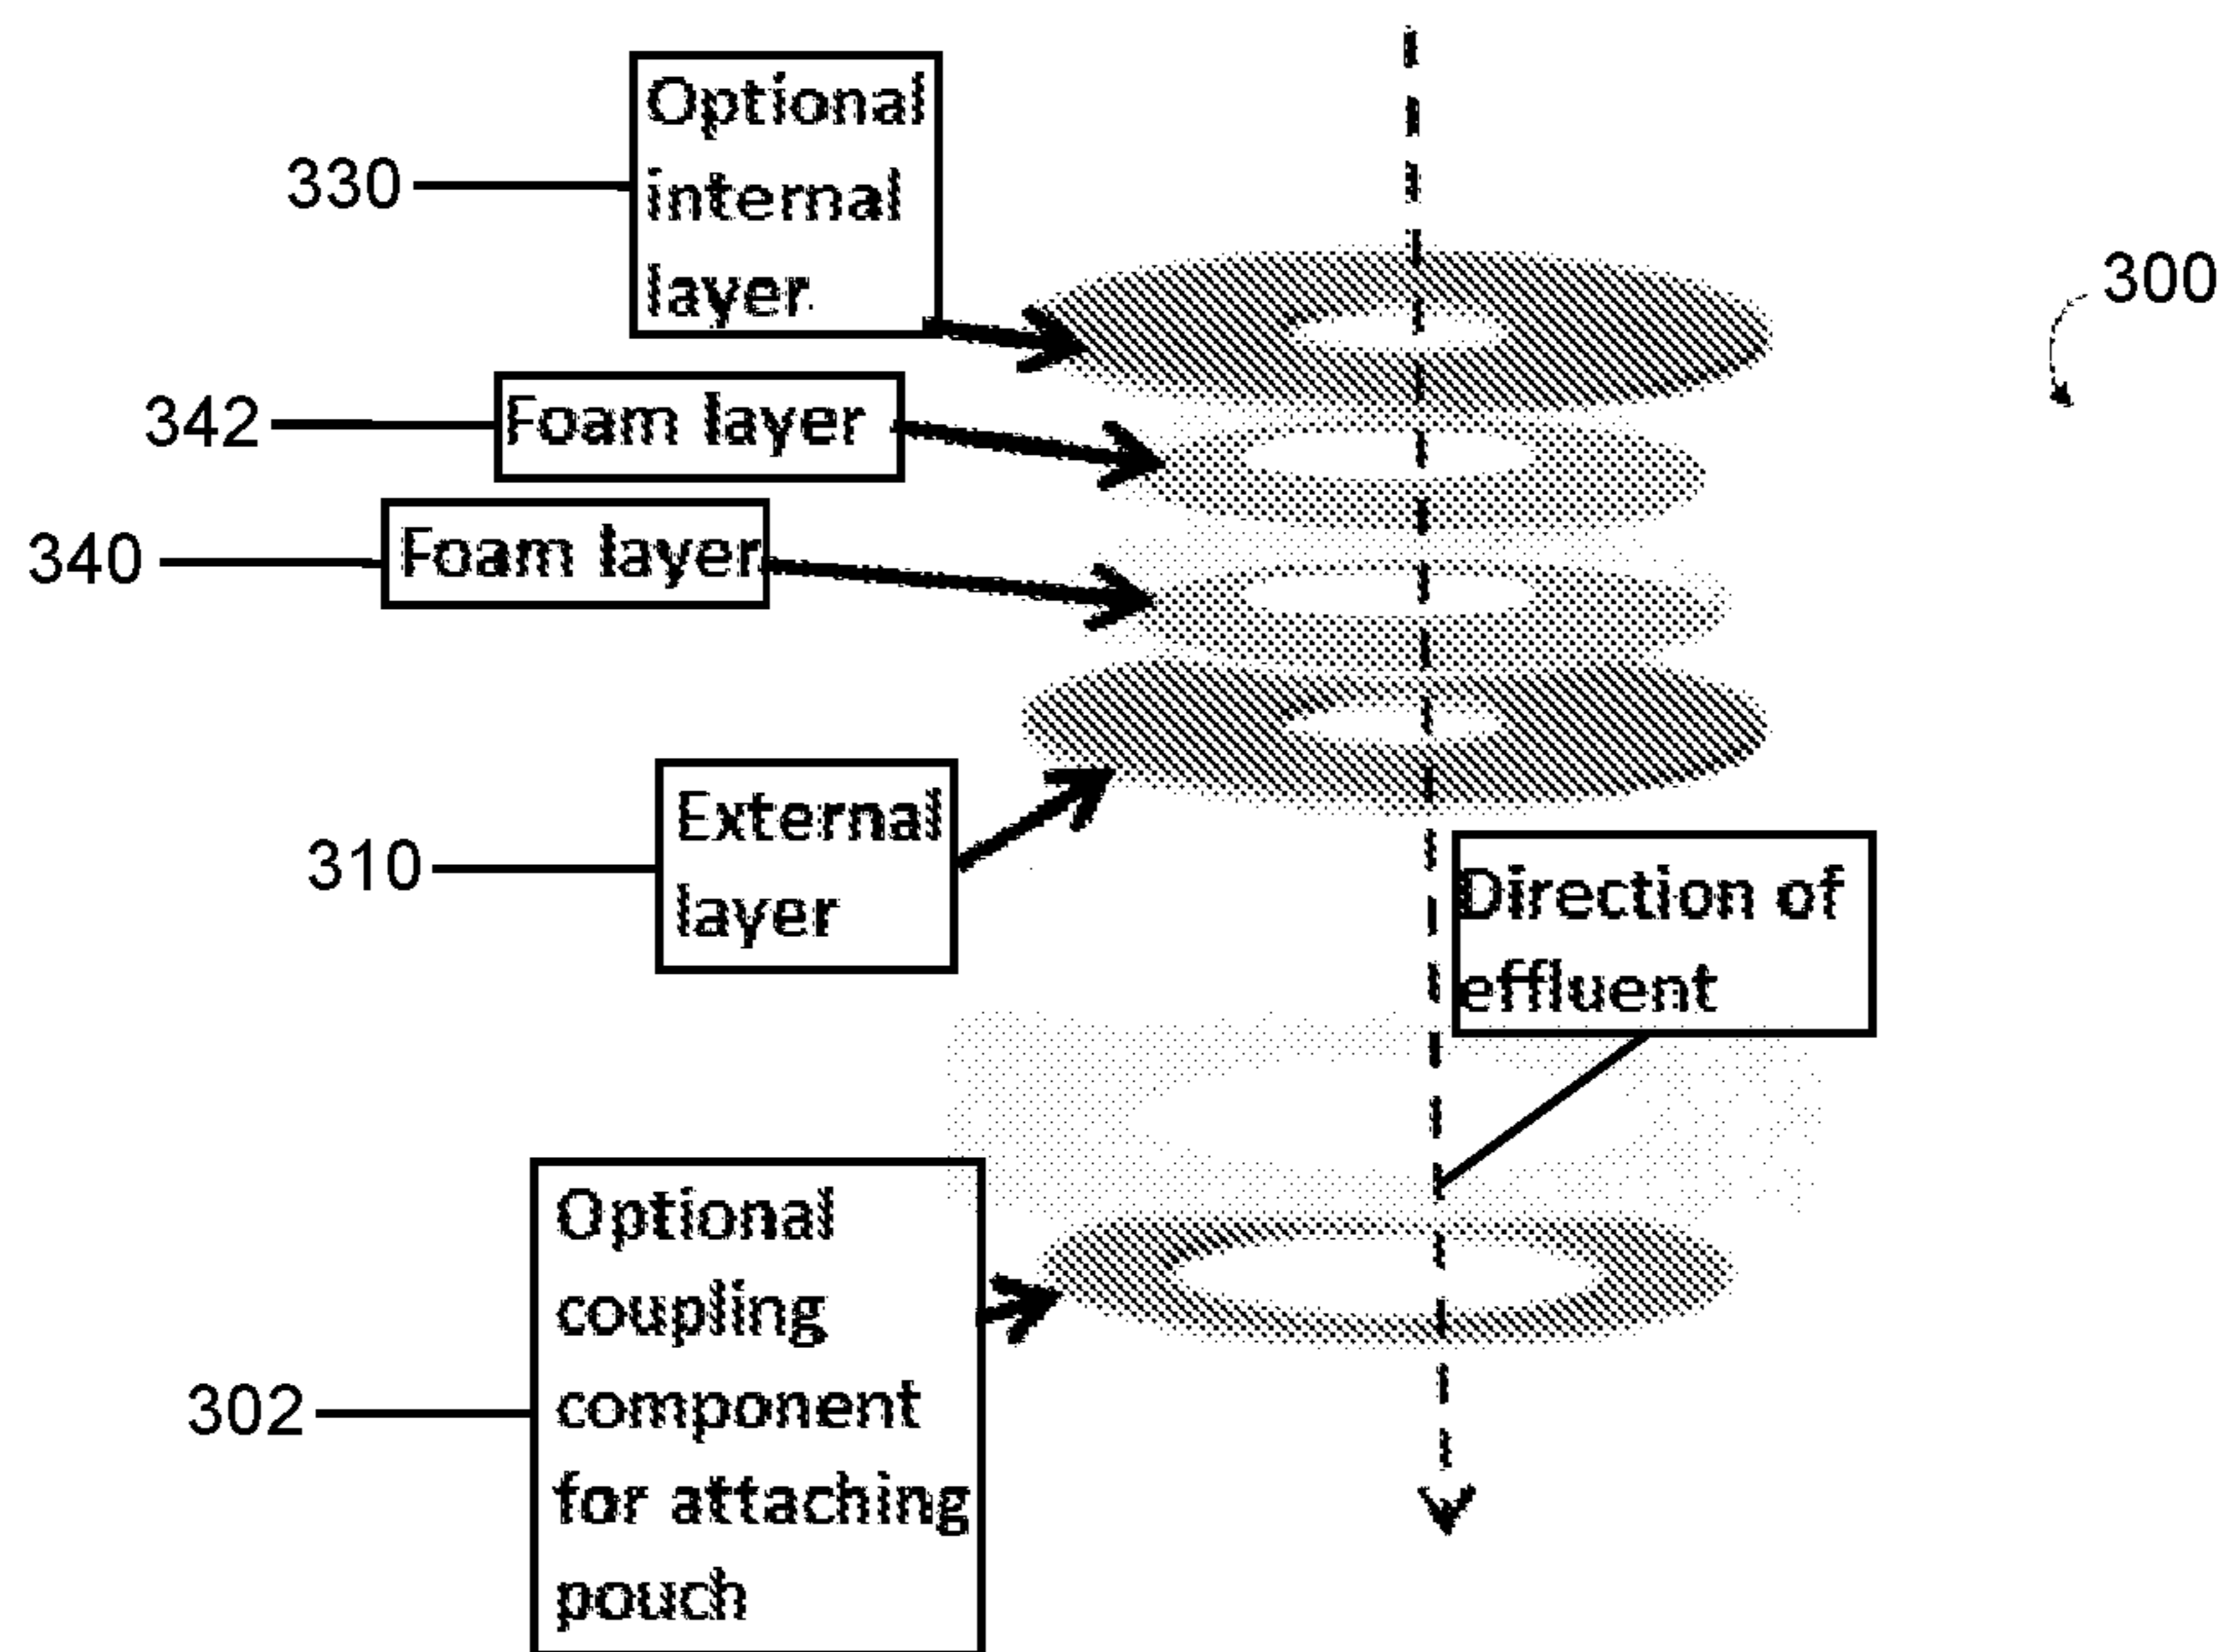 330
Optional
internal
layer
300
342
Foam layer
340
Foam layer
310
External
layer
Direction of
effluent
302
Optional
coupling
component
for attaching
pouch